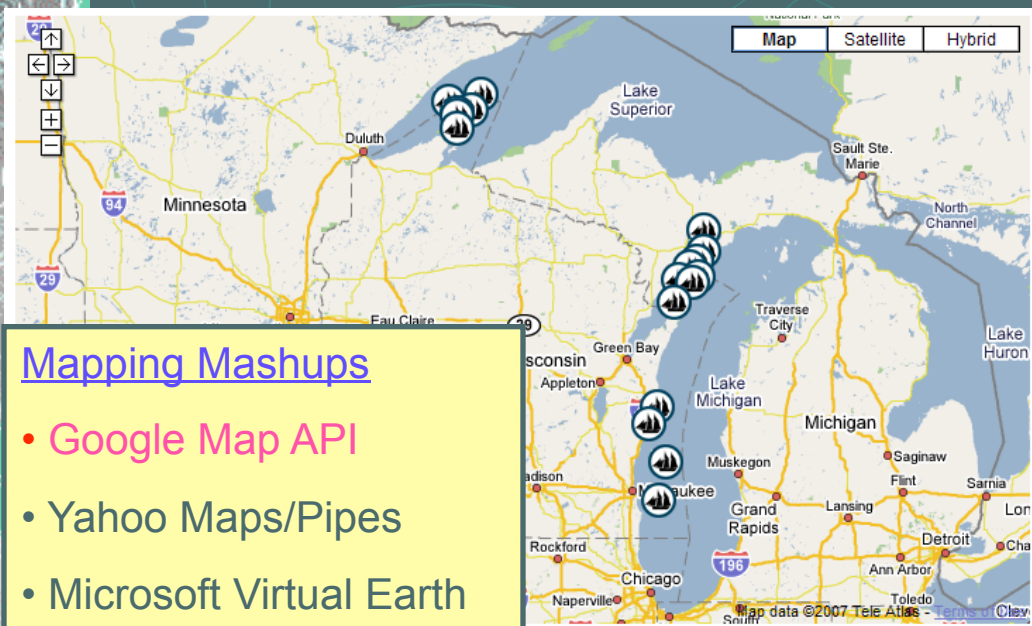 29
Map
Satellite
Hybrid
Lake
Superior
Duluth
Sault Ste.
Marie
94
Minnesota
North
Channel
29
Traverse
City
Eau Claire
Lake
Huron
Green Bay
Appleton
Lake
Michigan
Michigan
Mapping Mashups
• Google Map API
• Yahoo Maps/Pipes
• Microsoft Virtual Earth
Muskegon
Saginaw
Flint
Sarnia
Grand
Rapids
Lansing
Detroit
Rockford
196
Ann Arbor
Chicago
Naperville
Toledo
Map data ©2007 Tele Atlas - Terms of